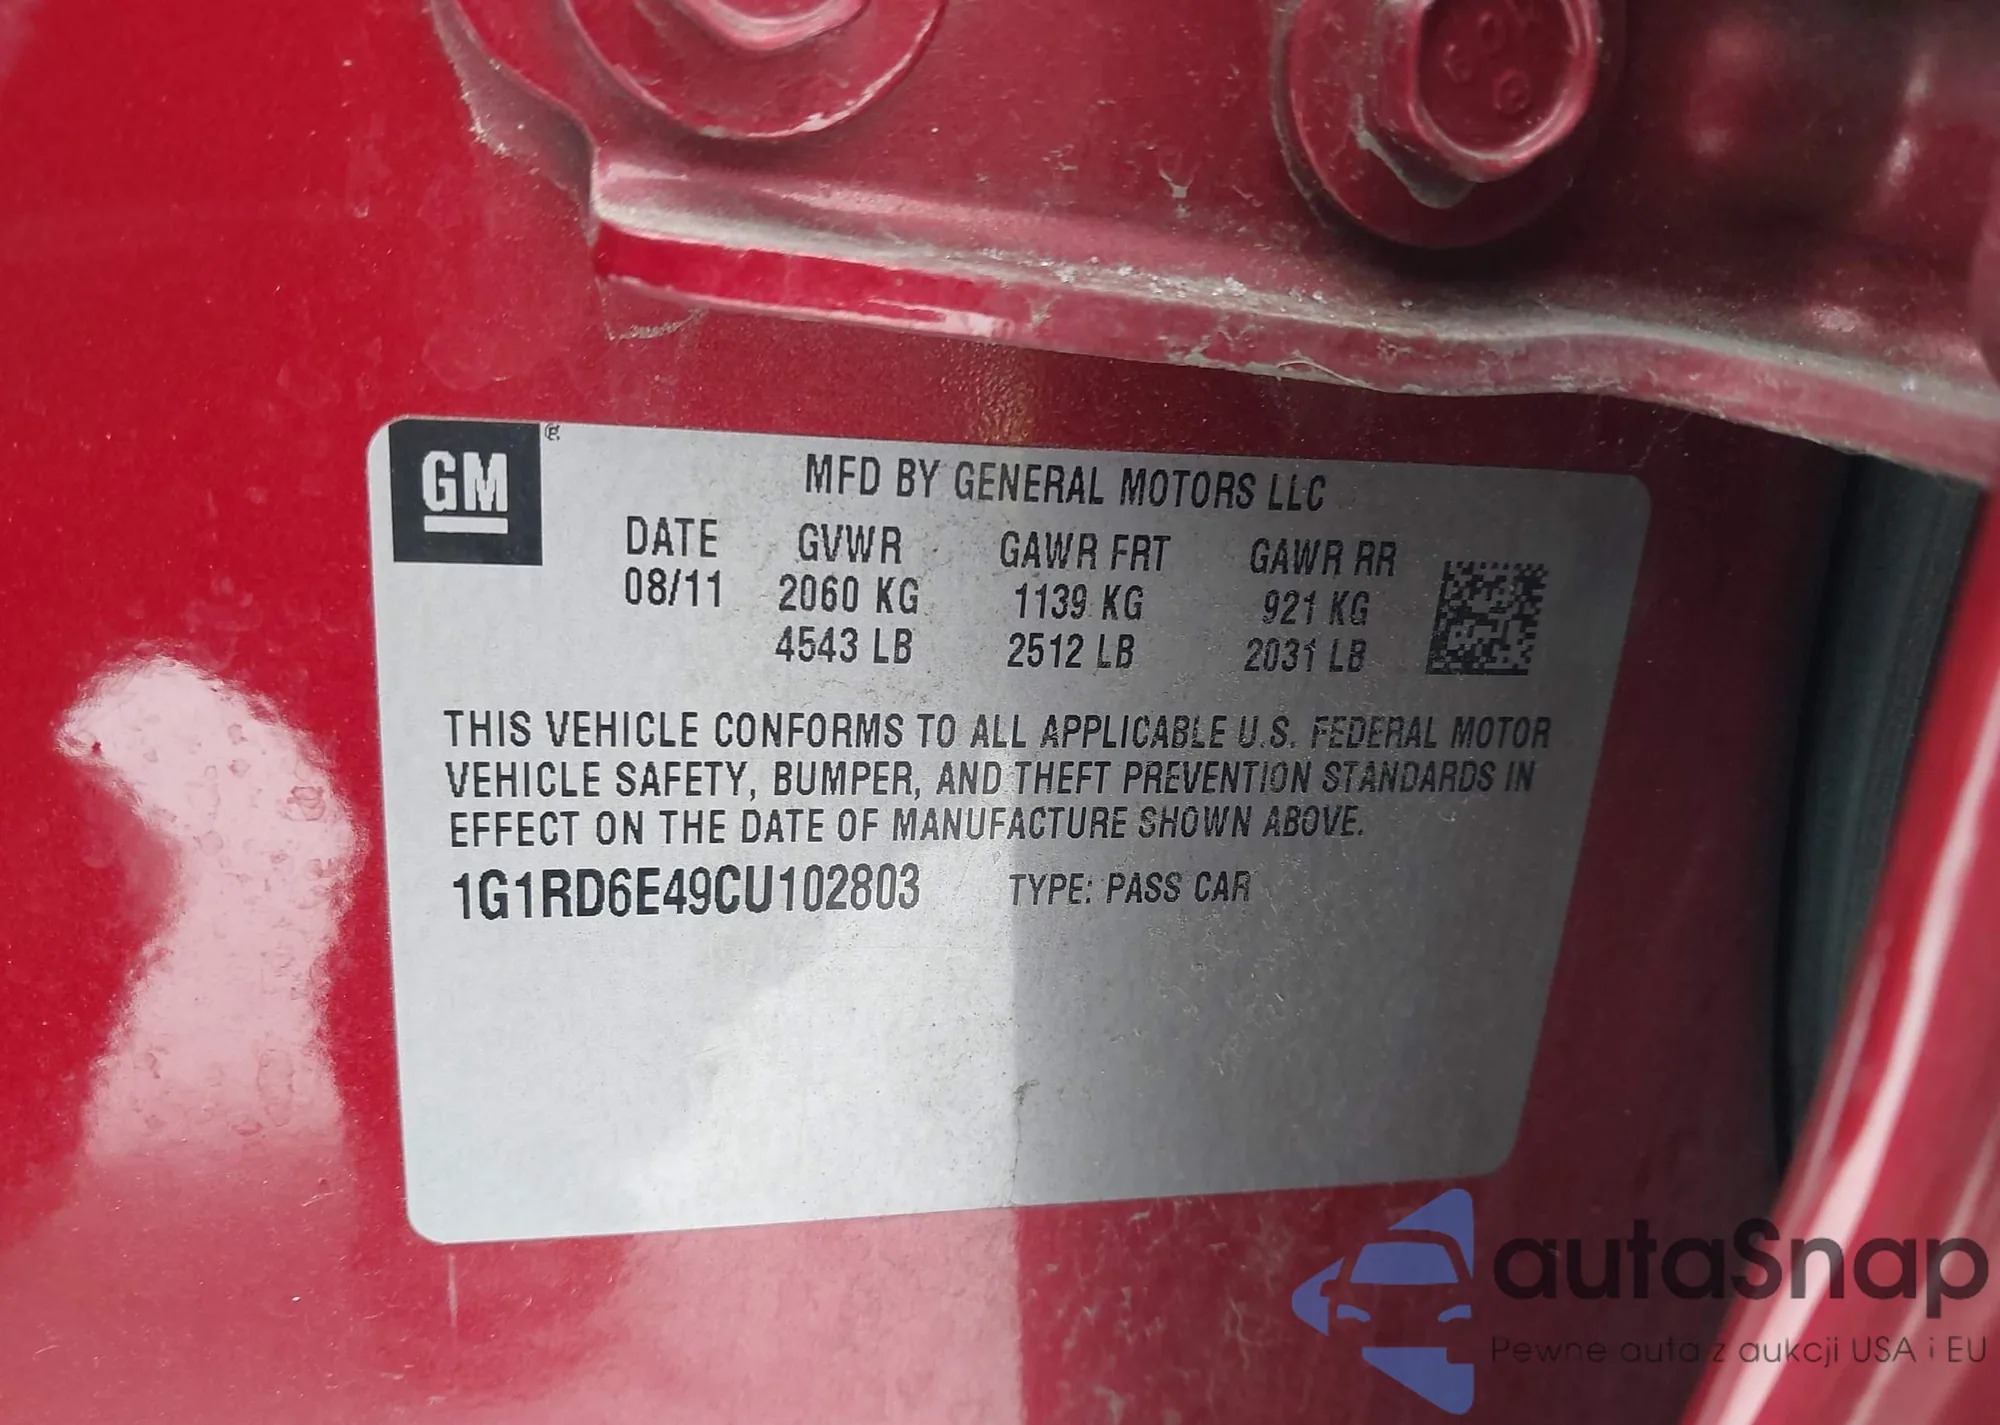 GM ®
MFD BY GENERAL MOTORS LLC
DATE GVWR GAWR FRT GAWR RR
08/11 2060 KG 1139 KG 921 KG
4543 LB 2512 LB 2031 LB
THIS VEHICLE CONFORMS TO ALL APPLICABLE U.S. FEDERAL MOTOR
VEHICLE SAFETY, BUMPER, AND THEFT PREVENTION STANDARDS IN
EFFECT ON THE DATE OF MANUFACTURE SHOWN ABOVE.
1G1RD6E49CU102803 TYPE: PASS CAR
autaSnap
Pewne auta z aukcji USA i EU